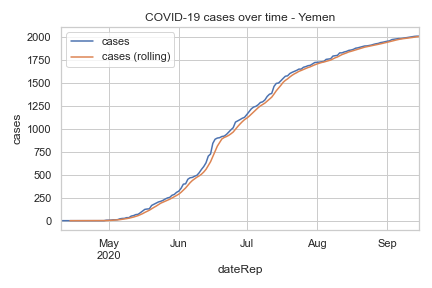 COVID-19 cases over time - Yemen
cases
cases (rolling)
2000
1750
1500
1250
1000
750
500
250
0
cases
May
2020
Jun
Jul
Aug
Sep
dateRep